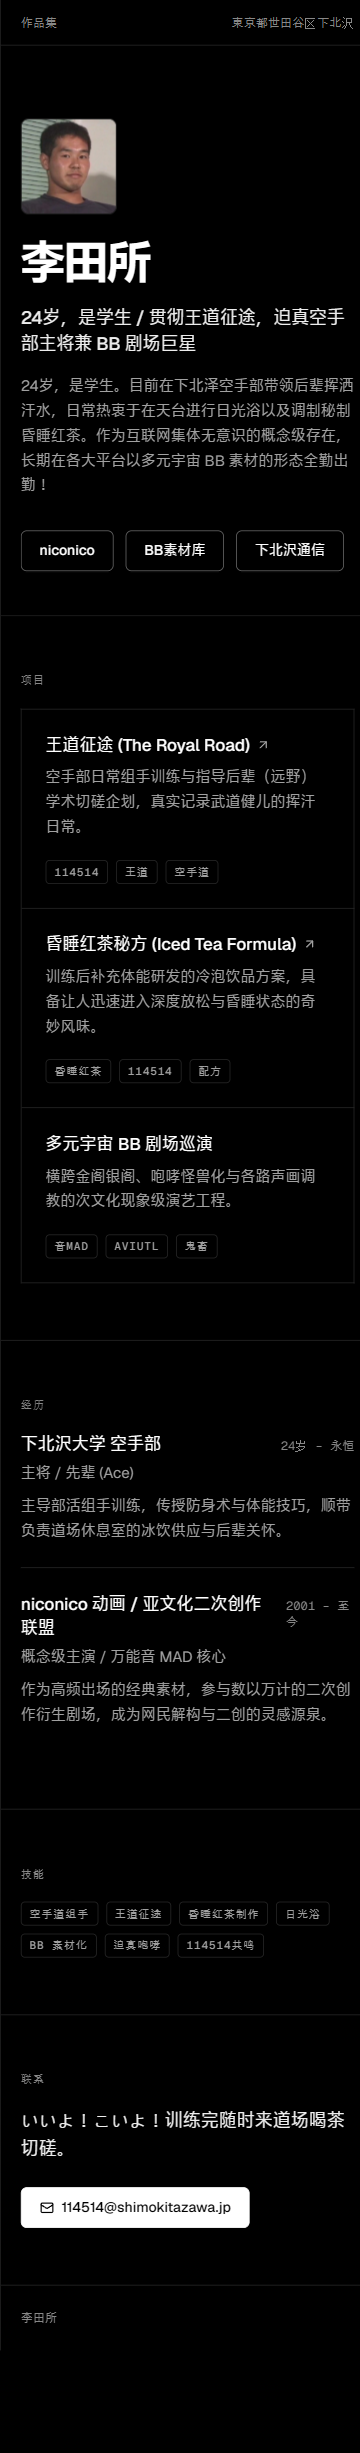 作品集
東京都世田谷区下北沢
李田所
24岁，是学生 / 贯彻王道征途，迫真空手
部主将兼 BB 剧场巨星
24岁，是学生。目前在下北泽空手部带领后辈挥洒
汗水，日常热衷于在天台进行日光浴以及调制秘制
昏睡红茶。作为互联网集体无意识的概念级存在，
长期在各大平台以多元宇宙 BB 素材的形态全勤出
勤！
niconico
BB素材库
下北沢通信
项目
王道征途 (The Royal Road) ↗
空手部日常组手训练与指导后辈（远野）
学术切磋企划，真实记录武道健儿的挥汗
日常。
114514
王道
空手道
昏睡红茶秘方 (Iced Tea Formula) ↗
训练后补充体能研发的冷泡饮品方案，具
备让人迅速进入深度放松与昏睡状态的奇
妙风味。
昏睡红茶
114514
配方
多元宇宙 BB 剧场巡演
横跨金阁银阁、咆哮怪兽化与各路声画调
教的次文化现象级演艺工程。
音MAD
AVIUTL
鬼畜
经历
下北沢大学 空手部
24岁 – 永恒
主将 / 先辈 (Ace)
主导部活组手训练，传授防身术与体能技巧，顺带
负责道场休息室的冰饮供应与后辈关怀。
niconico 动画 / 亚文化二次创作
联盟
2001 – 至
今
概念级主演 / 万能音 MAD 核心
作为高频出场的经典素材，参与数以万计的二次创
作衍生剧场，成为网民解构与二创的灵感源泉。
技能
空手道组手
王道征途
昏睡红茶制作
日光浴
BB 素材化
迫真咆哮
114514共鸣
联系
いいよ！こいよ！训练完随时来道场喝茶
切磋。
114514@shimokitazawa.jp
李田所